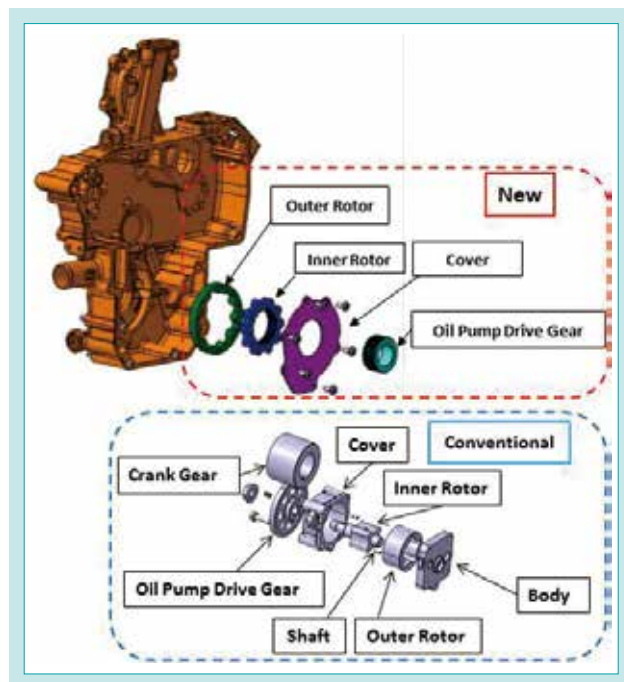 New
Outer Rotor
Inner Rotor
Cover
Oil Pump Drive Gear
Cover
Conventional
Crank Gear
Inner Rotor
Oil Pump Drive Gear
Body
Shaft
Outer Rotor